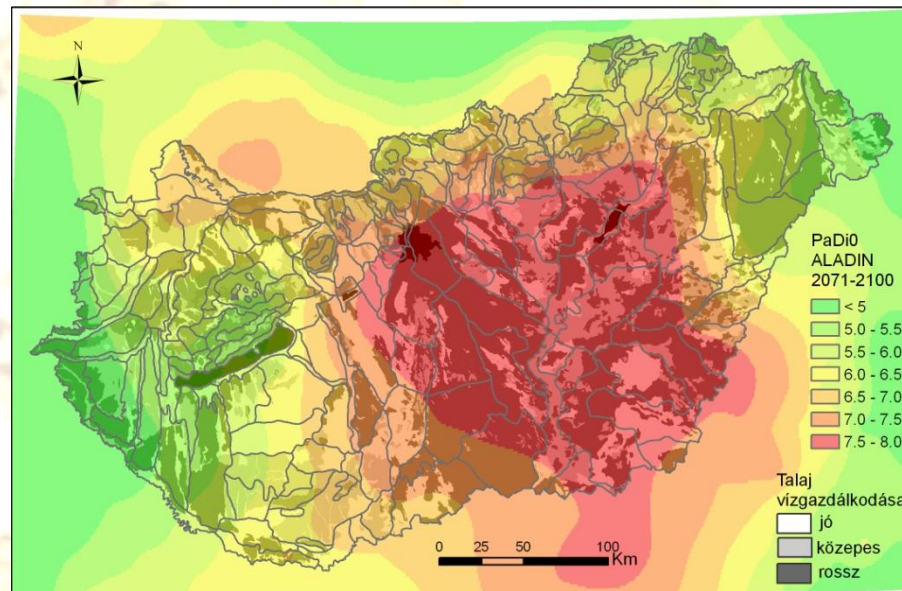 N
PaDi0
ALADIN
2071-2100
< 5
5.0 - 5.5
5.5 - 6.0
6.0 - 6.5
6.5 - 7.0
7.0 - 7.5
7.5 - 8.0
Talaj
vízgazdálkodása
jó
közepes
rossz
0 25 50 100
Km